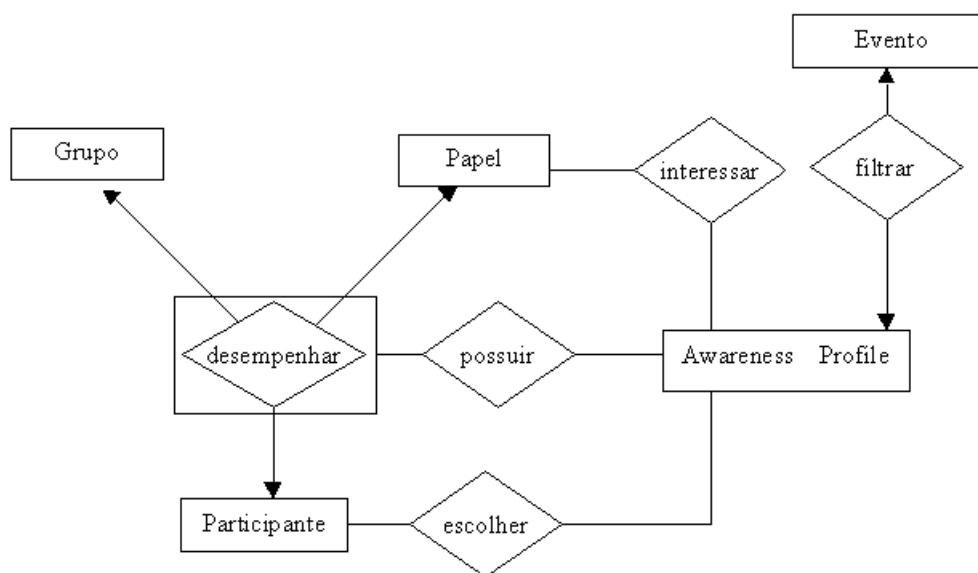 Evento
Grupo
Papel
interessar
filtrar
desempenhar
possuir
Awareness Profile
Participante
escolher